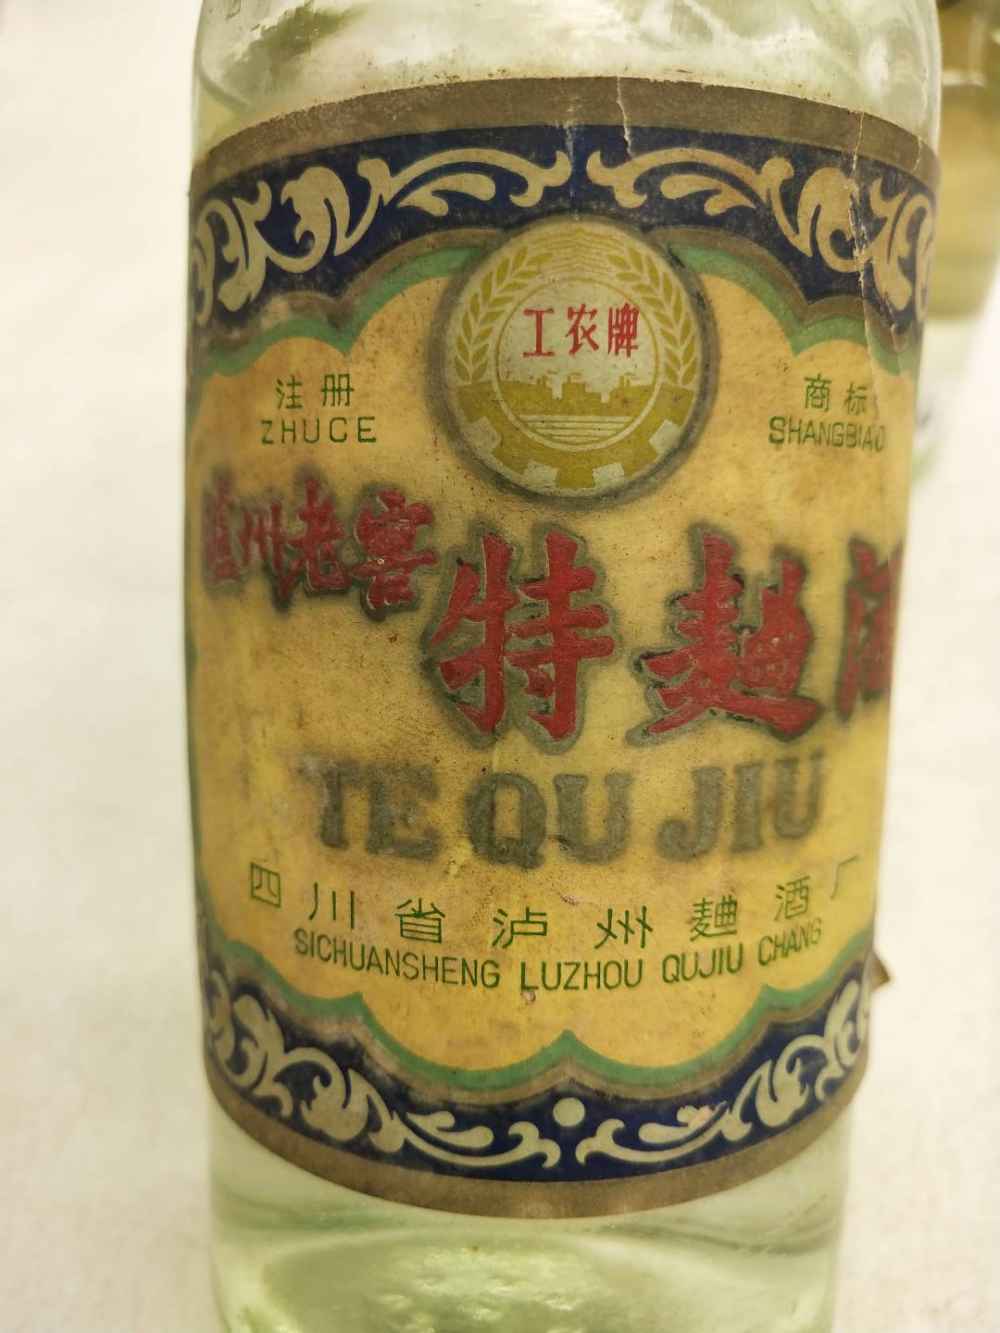 工农牌
注册 商标
ZHUCE SHANGBIAO
泸州老窖
特麯酒
TE QU JIU
四川省泸州麯酒厂
SICHUANSHENG LUZHOU QUJIU CHANG